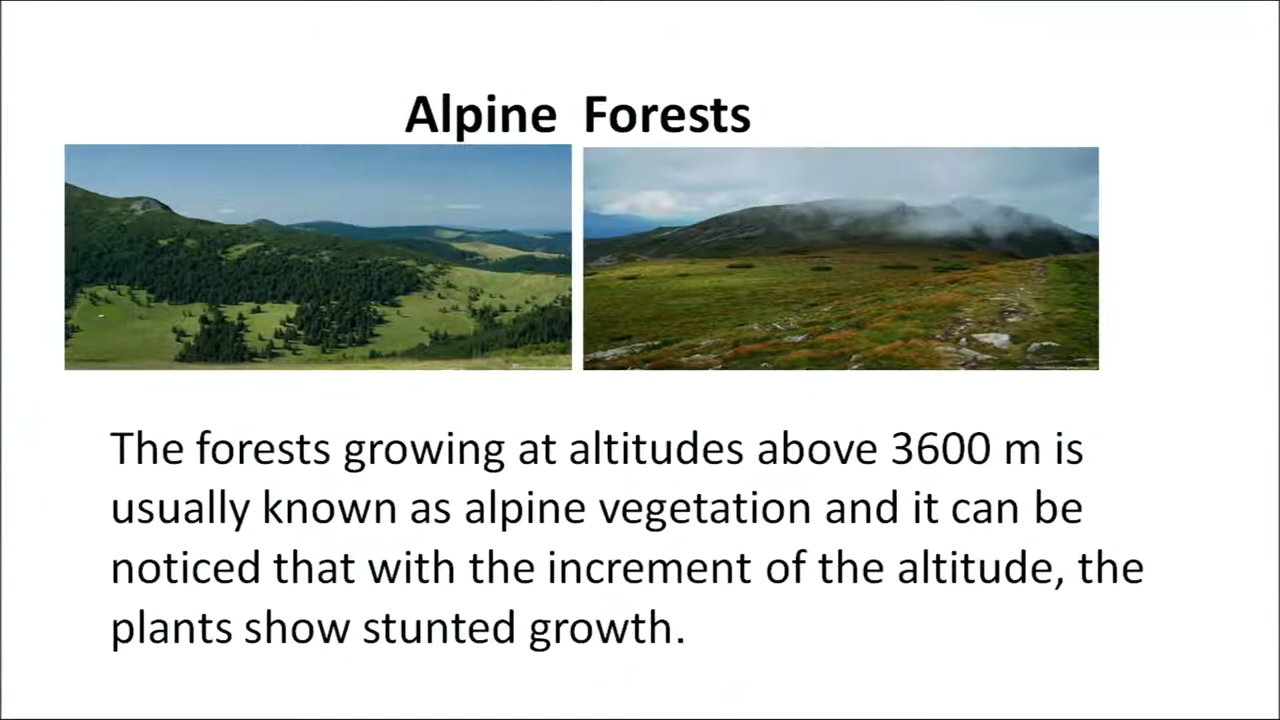 Alpine Forests
The forests growing at altitudes above 3600 m is
usually known as alpine vegetation and it can be
noticed that with the increment of the altitude, the
plants show stunted growth.